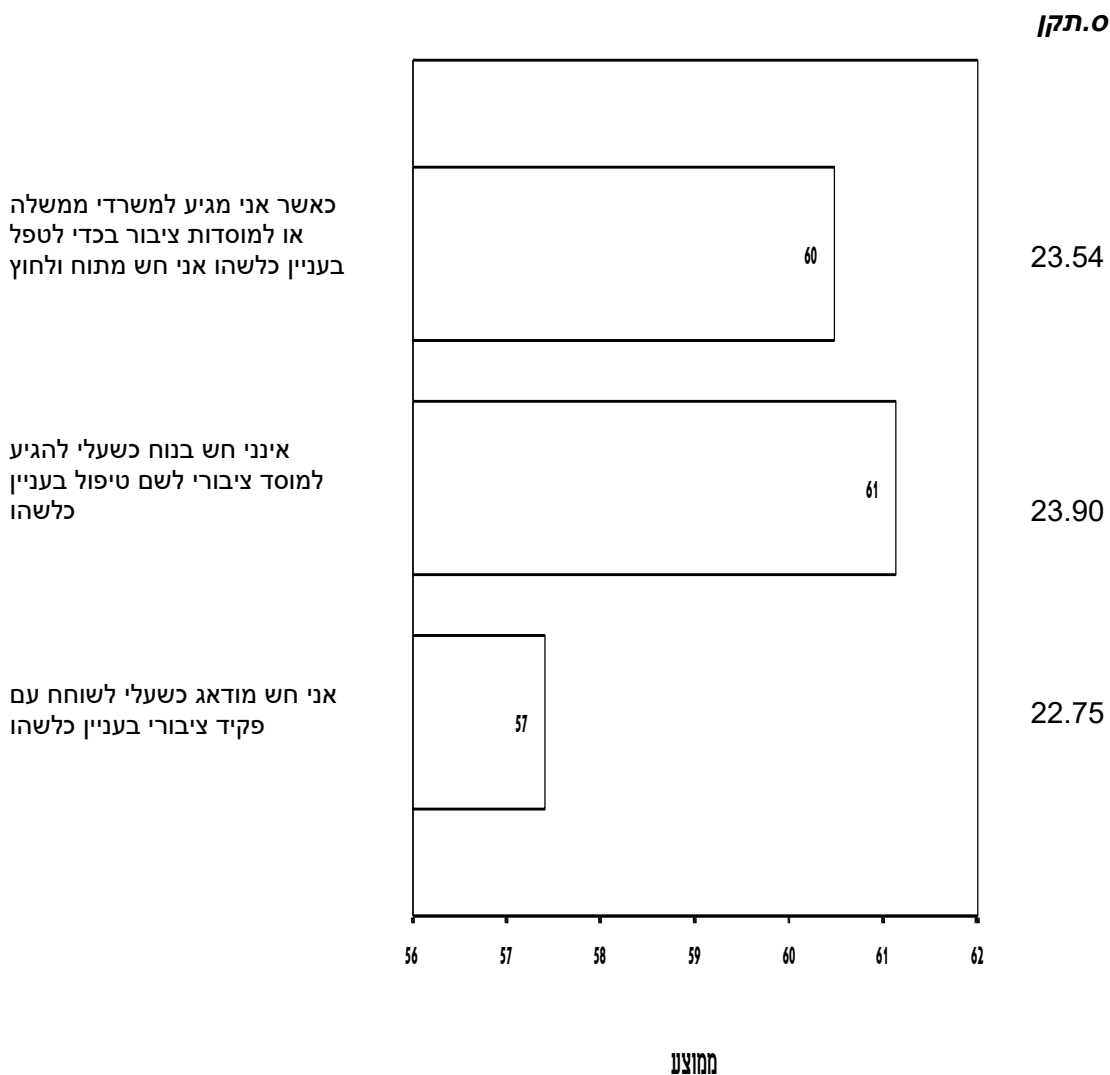 ס.תקן
כאשר אני מגיע למשרדי ממשלה
או למוסדות ציבור בכדי לטפל
בעניין כלשהו אני חש מתוח ולחוץ
60
23.54
אינני חש בנוח כשעלי להגיע
למוסד ציבורי לשם טיפול בעניין
כלשהו
61
23.90
אני חש מודאג כשעלי לשוחח עם
פקיד ציבורי בעניין כלשהו
57
22.75
56 57 58 59 60 61 62
ממוצע